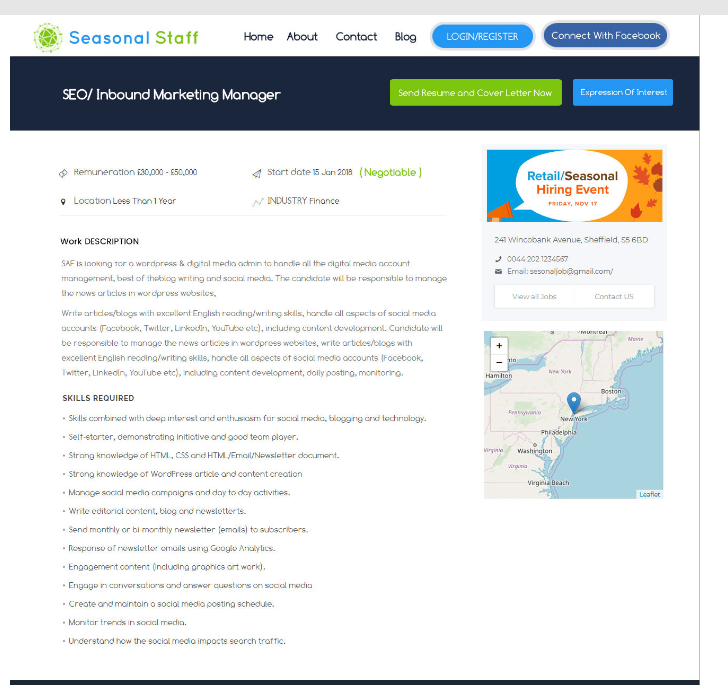 Seasonal Staff
Home About Contact Blog LOGIN/REGISTER Connect With Facebook
SEO/ Inbound Marketing Manager
Send Resume and Cover Letter Now Expression Of Interest
Remuneration £30,000 - £50,000
Start date 15 Jan 2018 ( Negotiable )
Location Less Than 1 Year
INDUSTRY Finance
Work DESCRIPTION
SAF is looking for a wordpress & digital media admin to handle all the digital media account
management, best of theblog writing and social media. The candidate will be responsible to manage
the news articles in wordpress websites,
Write articles/blogs with excellent English reading/writing skills, handle all aspects of social media
accounts (Facebook, Twitter, LinkedIn, YouTube etc), including content development. Candidate will
be responsible to manage the news articles in wordpress websites, write articles/blogs with
excellent English reading/writing skills, handle all aspects of social media accounts (Facebook,
Twitter, LinkedIn, YouTube etc), including content development, daily posting, monitoring.
SKILLS REQUIRED
• Skills combined with deep interest and enthusiasm for social media, blogging and technology.
• Self-starter, demonstrating initiative and good team player.
• Strong knowledge of HTML, CSS and HTML/Email/Newsletter document.
• Strong knowledge of WordPress article and content creation
• Manage social media campaigns and day to day activities.
• Write editorial content, blog and newsletterts.
• Send monthly or bi-monthly newsletter (emails) to subscribers.
• Response of newsletter emails using Google Analytics.
• Engagement content (including graphics art work).
• Engage in conversations and answer questions on social media
• Create and maintain a social media posting schedule.
• Monitor trends in social media.
• Understand how the social media impacts search traffic.
Retail/Seasonal
Hiring Event
FRIDAY, NOV 17
241 Wincobank Avenue, Sheffield, S5 6BD
0044 202 1234567
Email: sesonaljob@gmail.com/
View all Jobs Contact US
+
−
Montréal
Maine
nto
Hamilton
New York
Boston
Pennsylvania
New York
Philadelphia
Virginia
Washington
Virginia
Virginia Beach
Leaflet